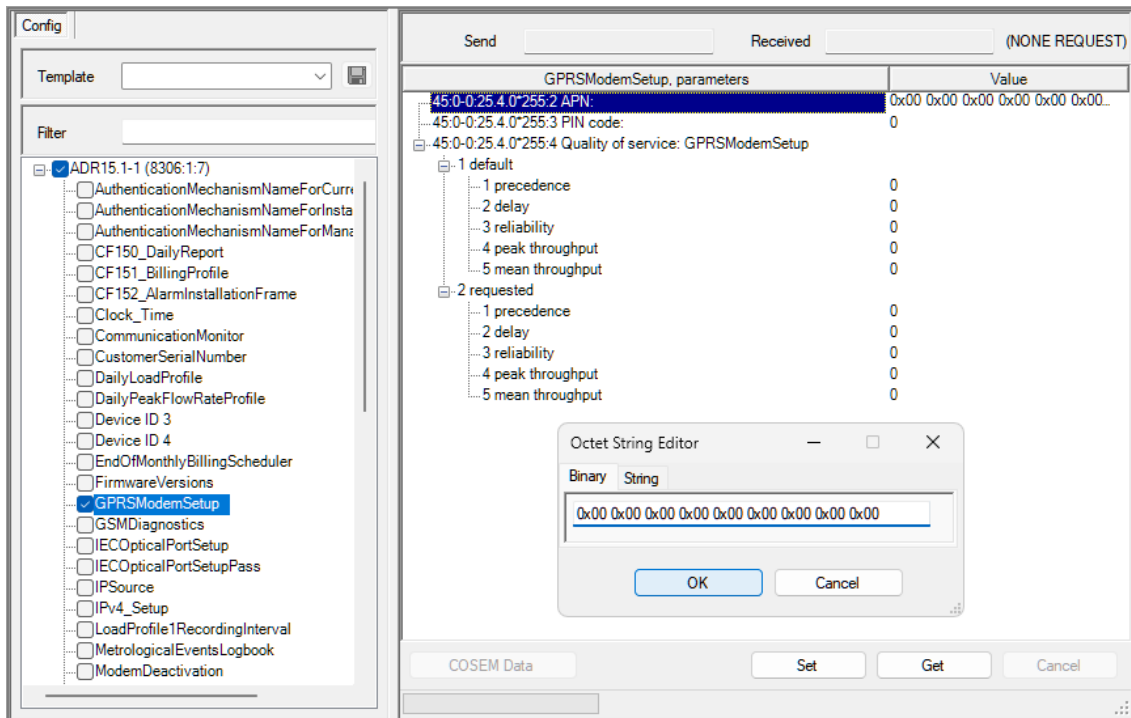 Config
Template
Filter
ADR15.1-1 (8306:1:7)
AuthenticationMechanismNameForCurre
AuthenticationMechanismNameForInsta
AuthenticationMechanismNameForMana
CF150_DailyReport
CF151_BillingProfile
CF152_AlarmInstallationFrame
Clock_Time
CommunicationMonitor
CustomerSerialNumber
DailyLoadProfile
DailyPeakFlowRateProfile
Device ID 3
Device ID 4
EndOfMonthlyBillingScheduler
FirmwareVersions
GPRSModemSetup
GSMDiagnostics
IECOpticalPortSetup
IECOpticalPortSetupPass
IPSource
IPv4_Setup
LoadProfile1RecordingInterval
MetrologicalEventsLogbook
ModemDeactivation
Send Received (NONE REQUEST)
GPRSModemSetup, parameters Value
45:0-0:25.4.0*255:2 APN: 0x00 0x00 0x00 0x00 0x00 0x00...
45:0-0:25.4.0*255:3 PIN code: 0
45:0-0:25.4.0*255:4 Quality of service: GPRSModemSetup
1 default
1 precedence 0
2 delay 0
3 reliability 0
4 peak throughput 0
5 mean throughput 0
2 requested
1 precedence 0
2 delay 0
3 reliability 0
4 peak throughput 0
5 mean throughput 0
Octet String Editor
Binary String
0x00 0x00 0x00 0x00 0x00 0x00 0x00 0x00 0x00
OK Cancel
COSEM Data Set Get Cancel